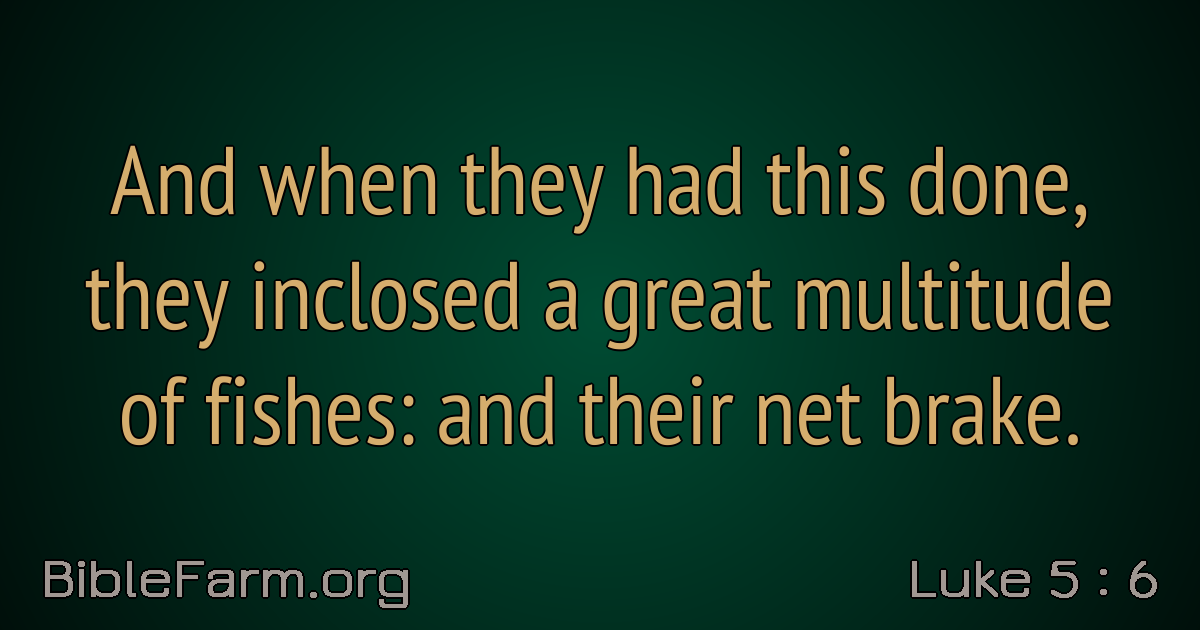 And when they had this done,
they inclosed a great multitude
of fishes: and their net brake.
BibleFarm.org
Luke 5 : 6